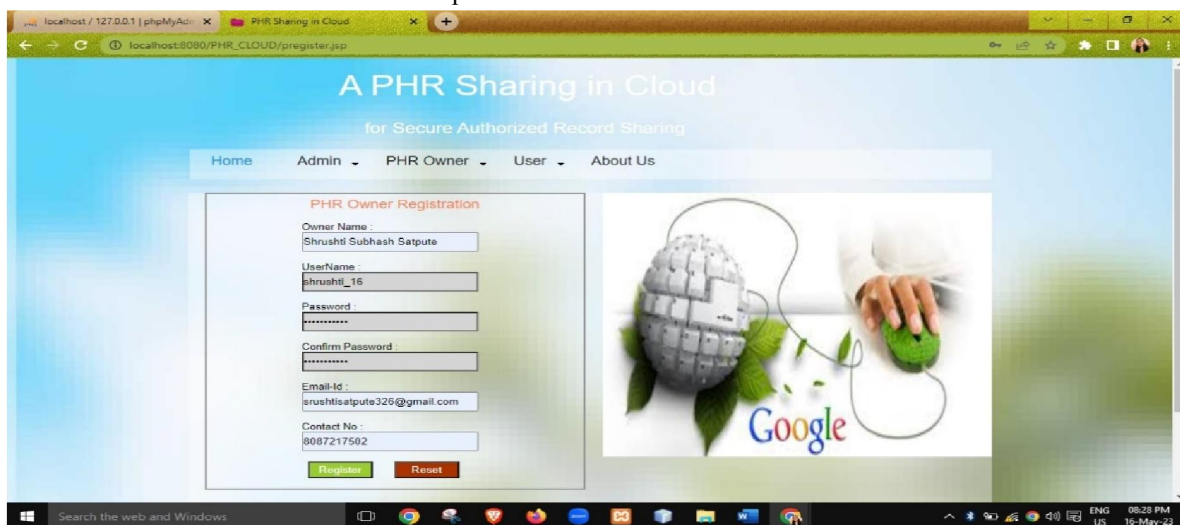 localhost / 127.0.0.1 | phpMyAdm
PHR Sharing in Cloud
localhost:8080/PHR_CLOUD/pregister.jsp
A PHR Sharing in Cloud
for Secure Authorized Record Sharing
Home Admin PHR Owner User About Us
PHR Owner Registration
Owner Name :
Shrushti Subhash Satpute
UserName :
shrushti_16
Password :
Confirm Password :
Email-Id :
srushtisatpute326@gmail.com
Contact No :
8087217502
Register Reset
Google
Search the web and Windows
ENG 08:28 PM
US 16-May-23